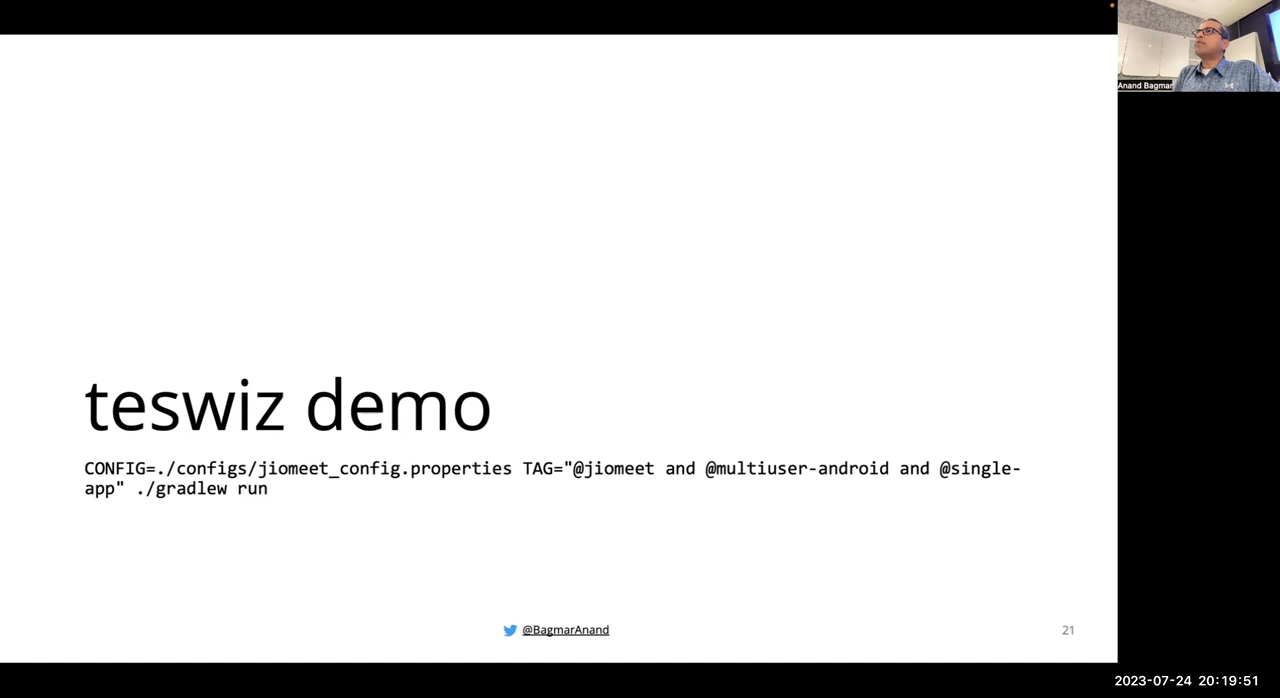 Anand Bagmar
teswiz demo
CONFIG=./configs/jiomeet_config.properties TAG="@jiomeet and @multiuser-android and @single-
app" ./gradlew run
@BagmarAnand
21
2023-07-24 20:19:51